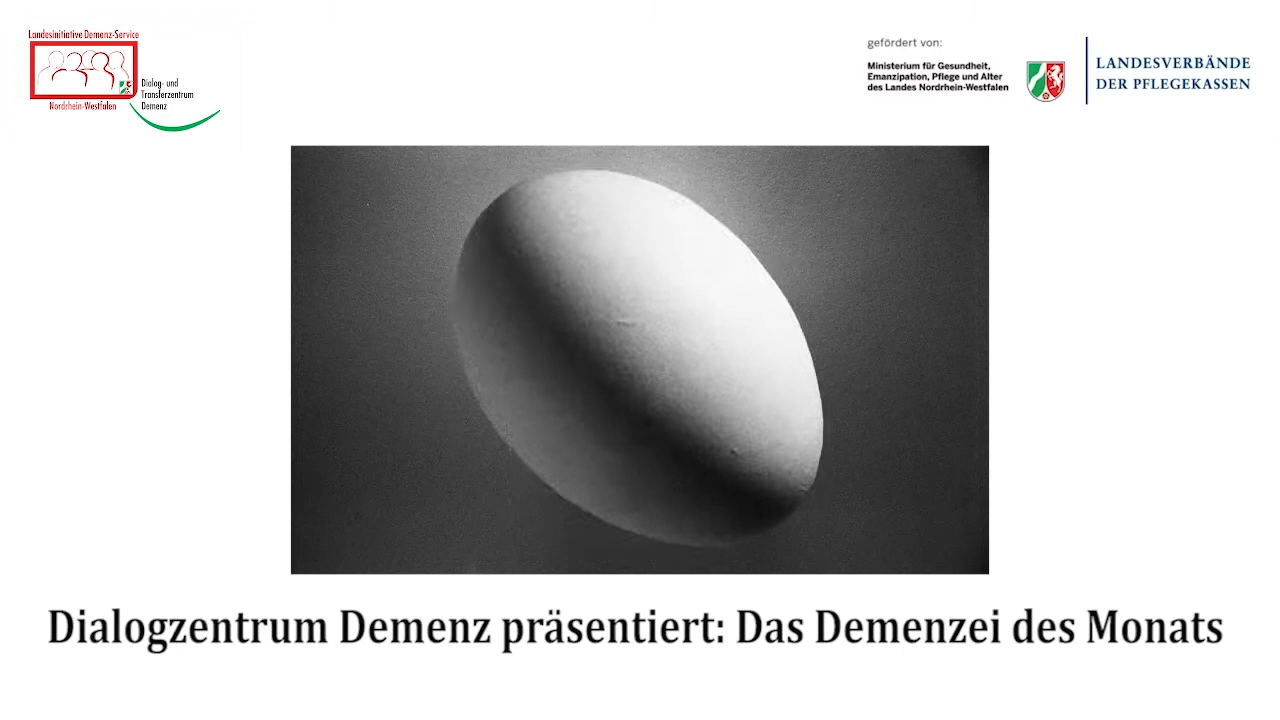 Landesinitiative Demenz-Service
Dialog- und
Transferzentrum
Demenz
Nordrhein-Westfalen
gefördert von:
Ministerium für Gesundheit,
Emanzipation, Pflege und Alter
des Landes Nordrhein-Westfalen
LANDESVERBÄNDE
DER PFLEGEKASSEN
Dialogzentrum Demenz präsentiert: Das Demenzei des Monats